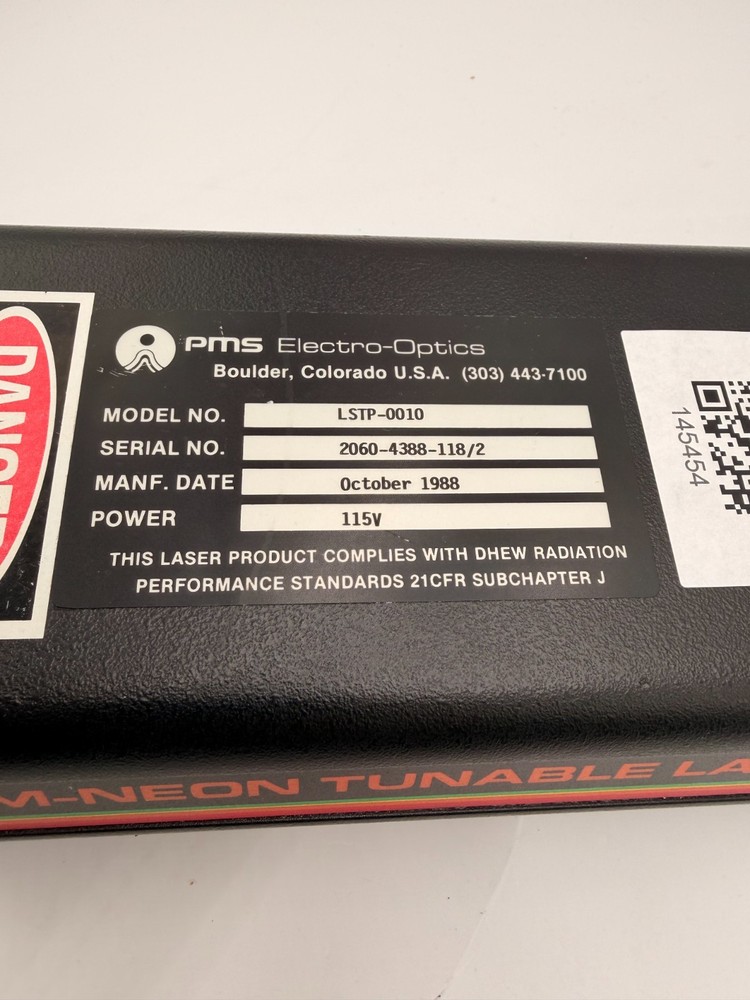 PMS Electro-Optics
Boulder, Colorado U.S.A. (303) 443-7100
MODEL NO. LSTP-0010
SERIAL NO. 2060-4388-118/2
MANF. DATE October 1988
POWER 115V
THIS LASER PRODUCT COMPLIES WITH DHEW RADIATION
PERFORMANCE STANDARDS 21CFR SUBCHAPTER J
145454
M-NEON TUNABLE LA